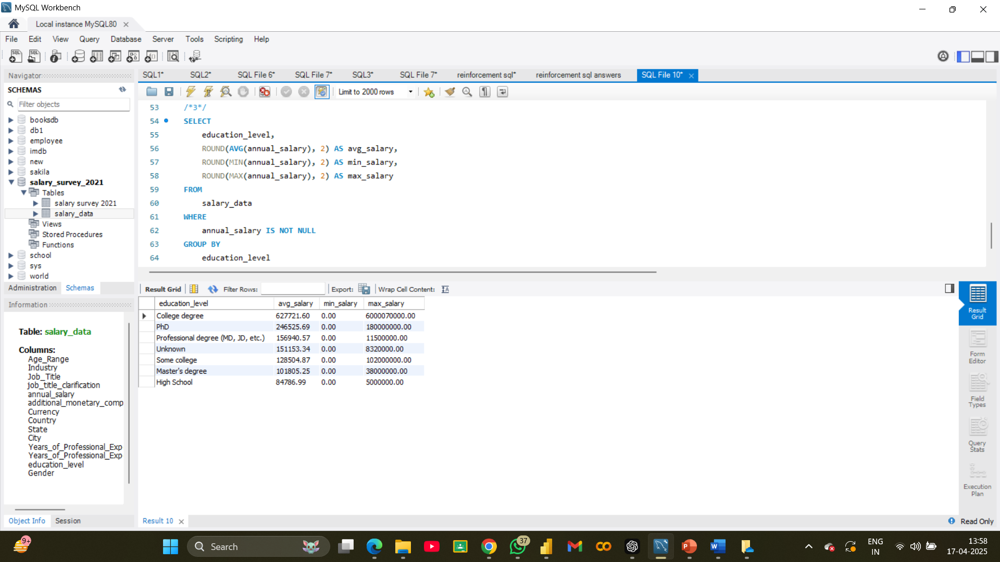 MySQL Workbench
Local instance MySQL80
File Edit View Query Database Server Tools Scripting Help
Navigator
SCHEMAS
Filter objects
booksdb
db1
employee
imdb
new
sakila
salary_survey_2021
Tables
salary survey 2021
salary_data
Views
Stored Procedures
Functions
school
sys
world
Administration Schemas
Information
Table: salary_data
Columns:
Age_Range
Industry
Job_Title
job_title_clarification
annual_salary
additional_monetary_comp
Currency
Country
State
City
Years_of_Professional_Exp
Years_of_Professional_Exp
education_level
Gender
Object Info Session
SQL1* SQL2* SQL File 6* SQL File 7* SQL3* SQL File 7* reinforcement sql* reinforcement sql answers SQL File 10*
Limit to 2000 rows
53 /*3*/
54 SELECT
55 education_level,
56 ROUND(AVG(annual_salary), 2) AS avg_salary,
57 ROUND(MIN(annual_salary), 2) AS min_salary,
58 ROUND(MAX(annual_salary), 2) AS max_salary
59 FROM
60 salary_data
61 WHERE
62 annual_salary IS NOT NULL
63 GROUP BY
64 education_level
Result Grid Filter Rows: Export: Wrap Cell Content:
education_level avg_salary min_salary max_salary
College degree 627721.60 0.00 6000070000.00
PhD 246525.69 0.00 180000000.00
Professional degree (MD, JD, etc.) 156940.57 0.00 11500000.00
Unknown 151153.34 0.00 8320000.00
Some college 128504.87 0.00 102000000.00
Master's degree 101805.25 0.00 38000000.00
High School 84786.99 0.00 5000000.00
Result Grid
Form Editor
Field Types
Query Stats
Execution Plan
Result 10
Read Only
9+
Search
37
ENG
IN
13:58
17-04-2025